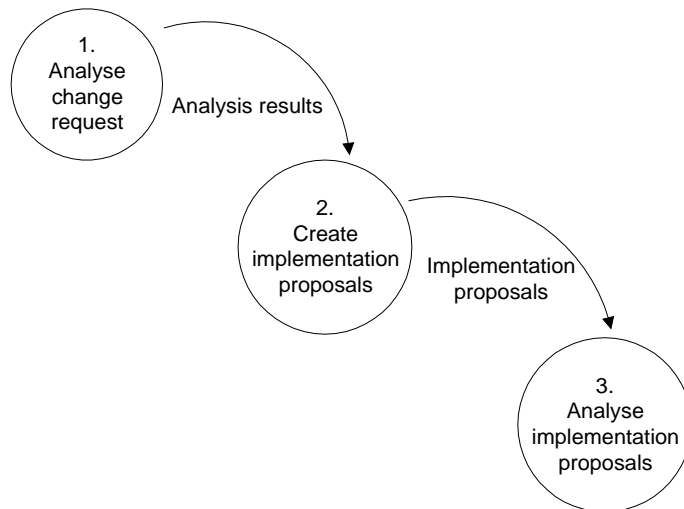 1.
Analyse
change
request
Analysis results
2.
Create
implementation
proposals
Implementation
proposals
3.
Analyse
implementation
proposals